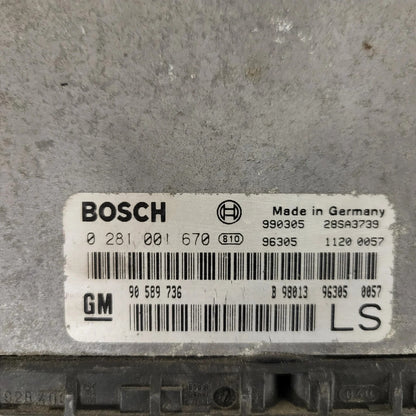 BOSCH
Made in Germany
990305 28SA3739
0 281 001 670 810
96305 1120 0057
GM
90 589 736 B 98013 96305 0057
LS